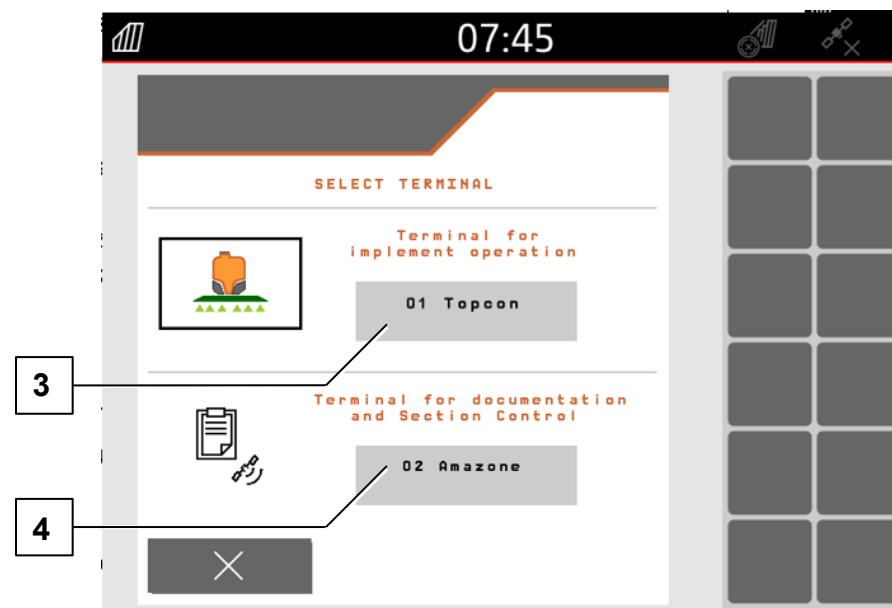 07:45
SELECT TERMINAL
Terminal for
implement operation
01 Topcon
3
Terminal for documentation
and Section Control
02 Amazone
4